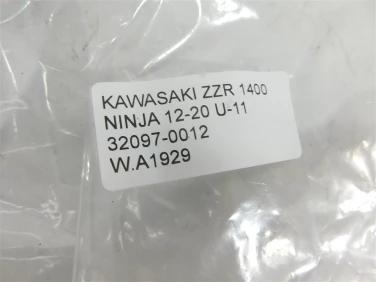 KAWASAKI ZZR 1400
NINJA 12-20 U-11
32097-0012
W.A1929